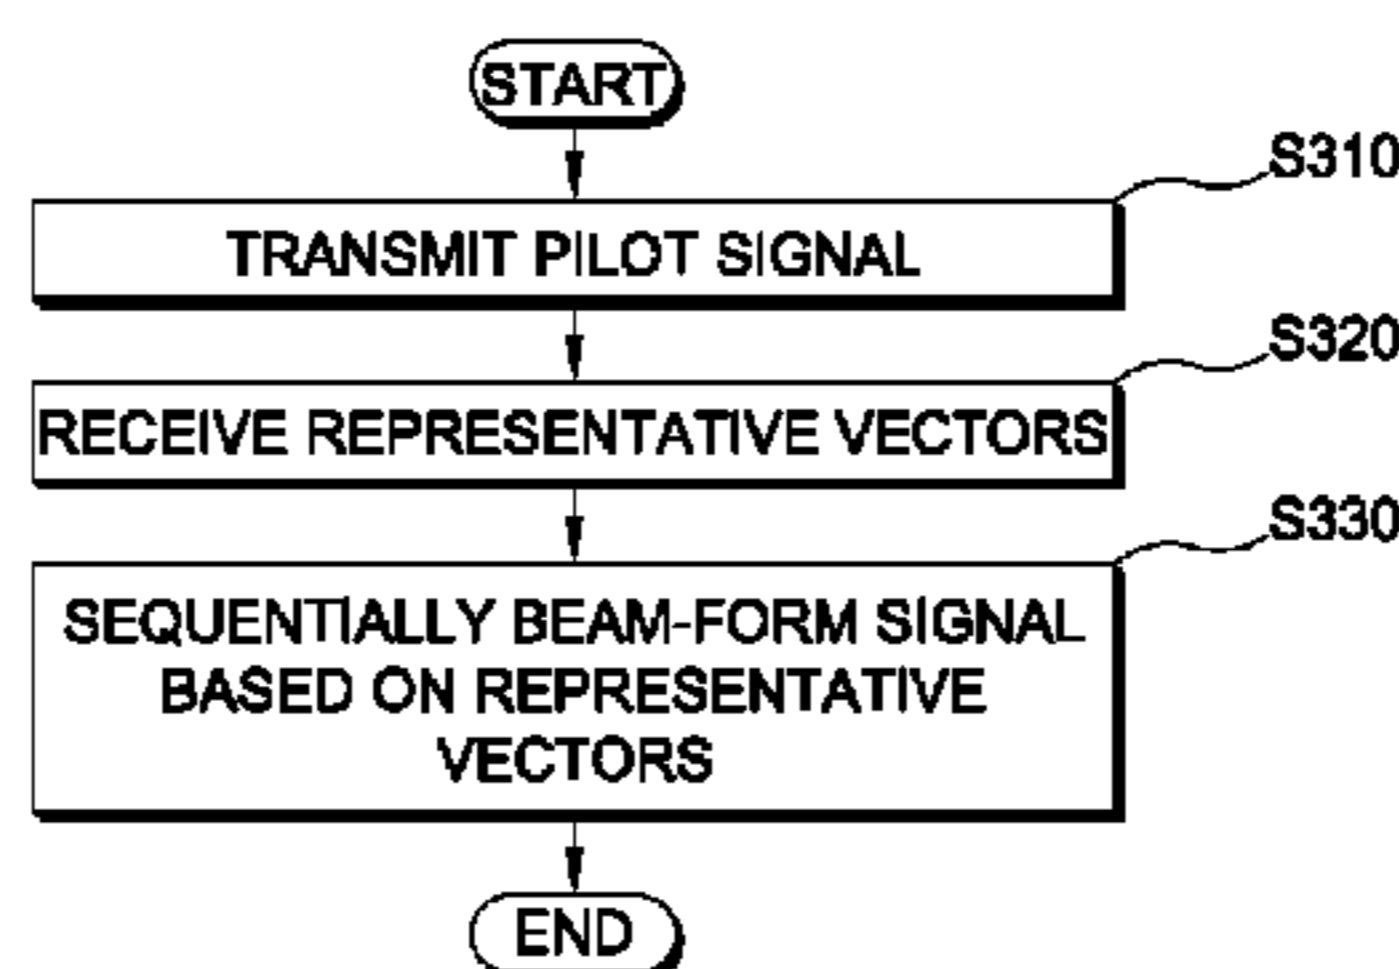 START
S310
TRANSMIT PILOT SIGNAL
S320
RECEIVE REPRESENTATIVE VECTORS
S330
SEQUENTIALLY BEAM-FORM SIGNAL
BASED ON REPRESENTATIVE
VECTORS
END